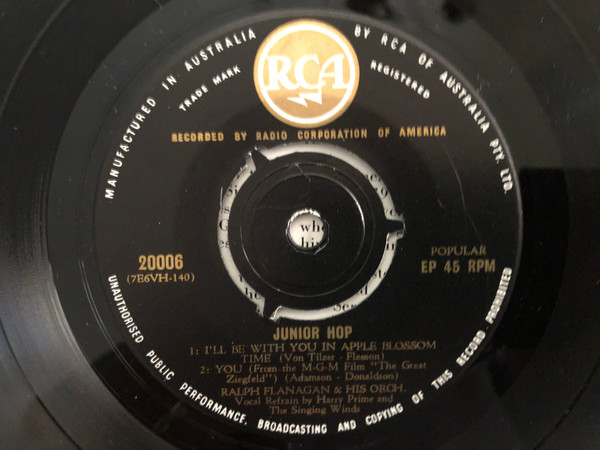 MANUFACTURED IN AUSTRALIA BY RCA OF AUSTRALIA PTY. LTD.
RCA
TRADE MARK REGISTERED
RECORDED BY RADIO CORPORATION OF AMERICA
whe
his
20006
(7E6VH-140)
POPULAR
EP 45 RPM
JUNIOR HOP
1: I'LL BE WITH YOU IN APPLE BLOSSOM
TIME (Von Tilzer - Fleeson)
2: YOU (From the M-G-M Film "The Great
Ziegfeld") (Adamson - Donaldson)
RALPH FLANAGAN & HIS ORCH.
Vocal Refrain by Harry Prime and
The Singing Winds
UNAUTHORISED PUBLIC PERFORMANCE, BROADCASTING AND COPYING OF THIS RECORD PROHIBITED